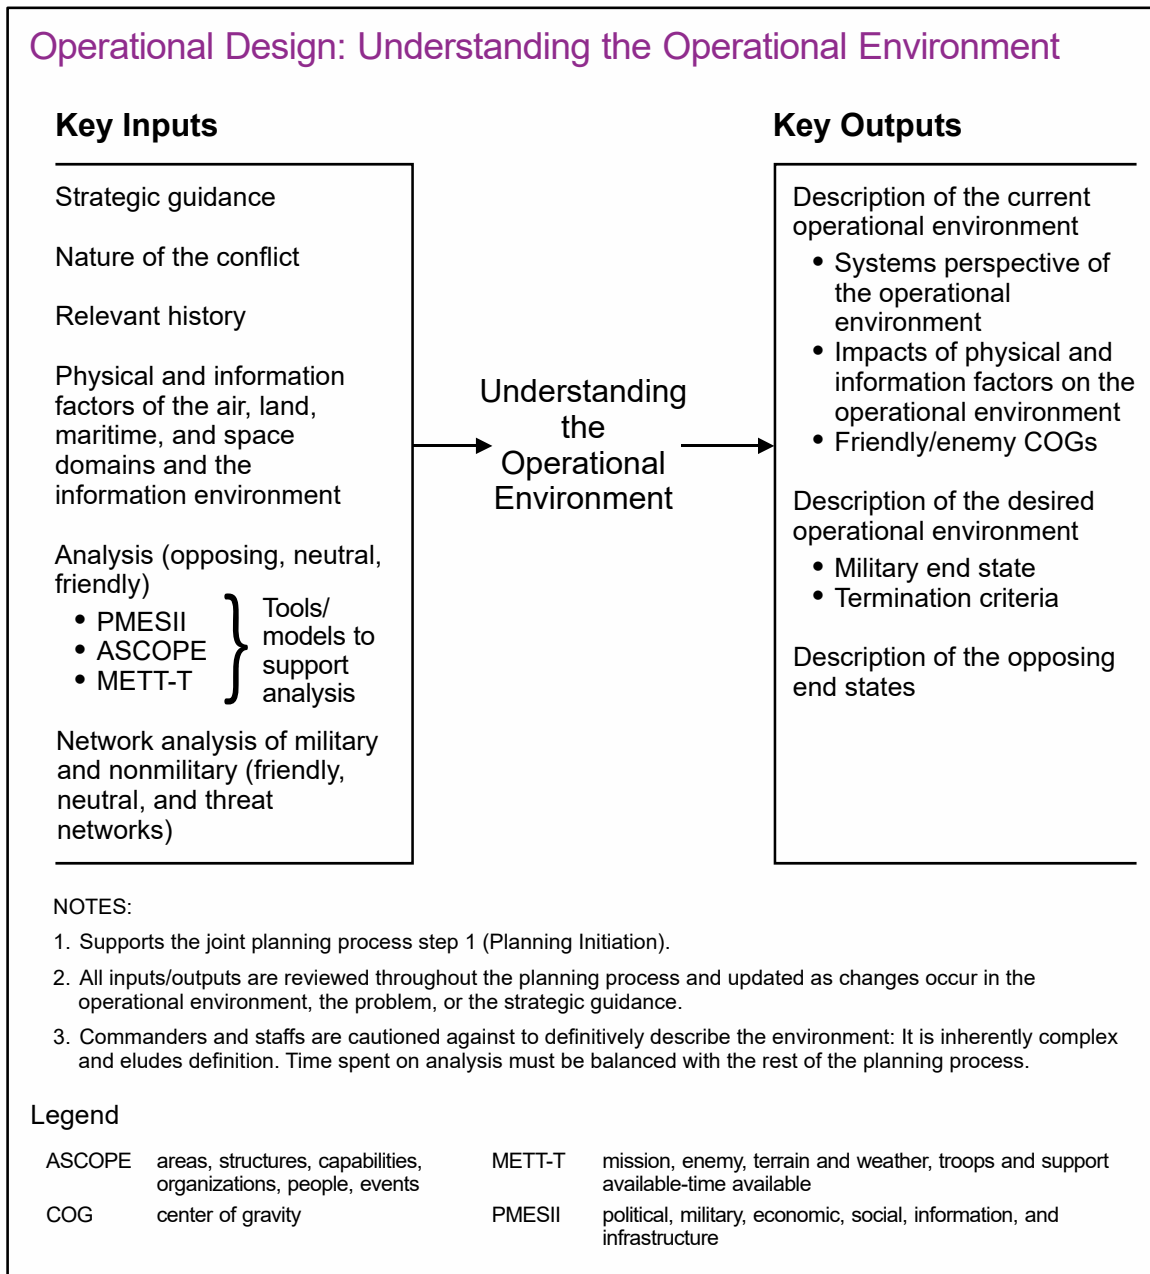 Operational Design: Understanding the Operational Environment
Key Inputs
Strategic guidance
Nature of the conflict
Relevant history
Physical and information
factors of the air, land,
maritime, and space
domains and the
information environment
Analysis (opposing, neutral,
friendly)
• PMESII
• ASCOPE
• METT-T
Tools/
models to
support
analysis
Network analysis of military
and nonmilitary (friendly,
neutral, and threat
networks)
Understanding
the
Operational
Environment
Key Outputs
Description of the current
operational environment
• Systems perspective of
the operational
environment
• Impacts of physical and
information factors on the
operational environment
• Friendly/enemy COGs
Description of the desired
operational environment
• Military end state
• Termination criteria
Description of the opposing
end states
NOTES:
1. Supports the joint planning process step 1 (Planning Initiation).
2. All inputs/outputs are reviewed throughout the planning process and updated as changes occur in the
operational environment, the problem, or the strategic guidance.
3. Commanders and staffs are cautioned against to definitively describe the environment: It is inherently complex
and eludes definition. Time spent on analysis must be balanced with the rest of the planning process.
Legend
ASCOPE areas, structures, capabilities,
organizations, people, events
COG center of gravity
METT-T mission, enemy, terrain and weather, troops and support
available-time available
PMESII political, military, economic, social, information, and
infrastructure